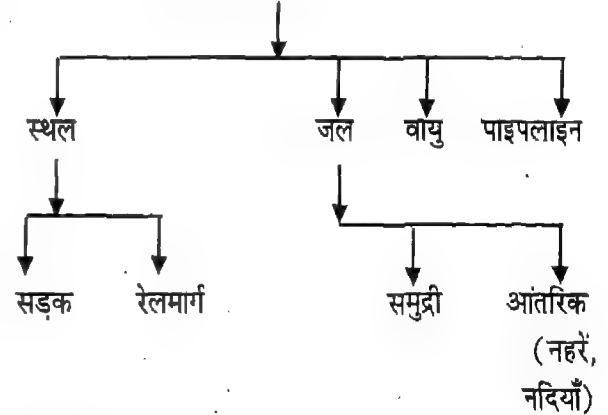 स्थल जल वायु पाइपलाइन
सड़क रेलमार्ग समुद्री आंतरिक
(नहरें,
नदियाँ)